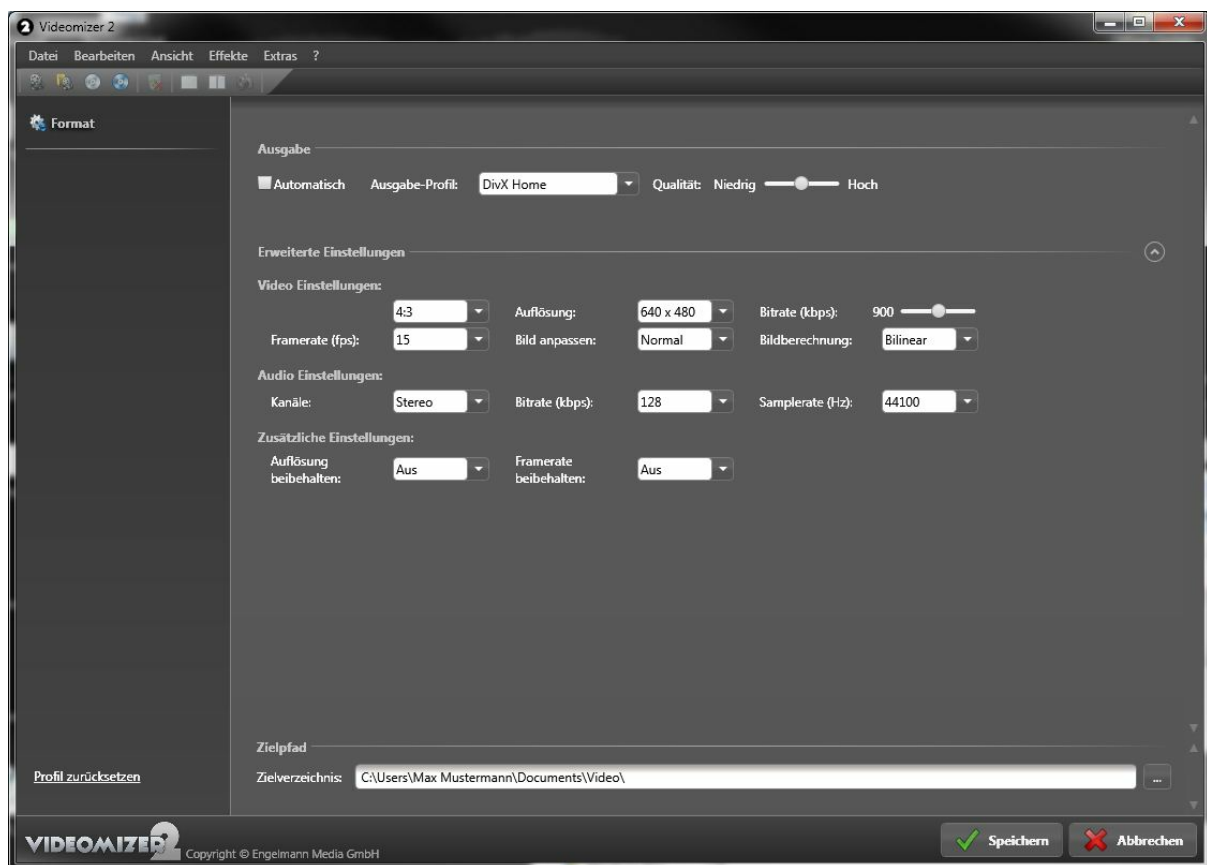 2 Videomizer 2
Datei Bearbeiten Ansicht Effekte Extras ?
Format
Ausgabe
Automatisch Ausgabe-Profil: DivX Home Qualität: Niedrig Hoch
Erweiterte Einstellungen
Video Einstellungen:
4:3 Auflösung: 640 x 480 Bitrate (kbps): 900
Framerate (fps): 15 Bild anpassen: Normal Bildberechnung: Bilinear
Audio Einstellungen:
Kanäle: Stereo Bitrate (kbps): 128 Samplerate (Hz): 44100
Zusätzliche Einstellungen:
Auflösung beibehalten: Aus Framerate beibehalten: Aus
Zielpfad
Profil zurücksetzen
Zielverzeichnis: C:\Users\Max Mustermann\Documents\Video\ ...
VIDEOMIZER 2 Copyright © Engelmann Media GmbH
Speichern Abbrechen